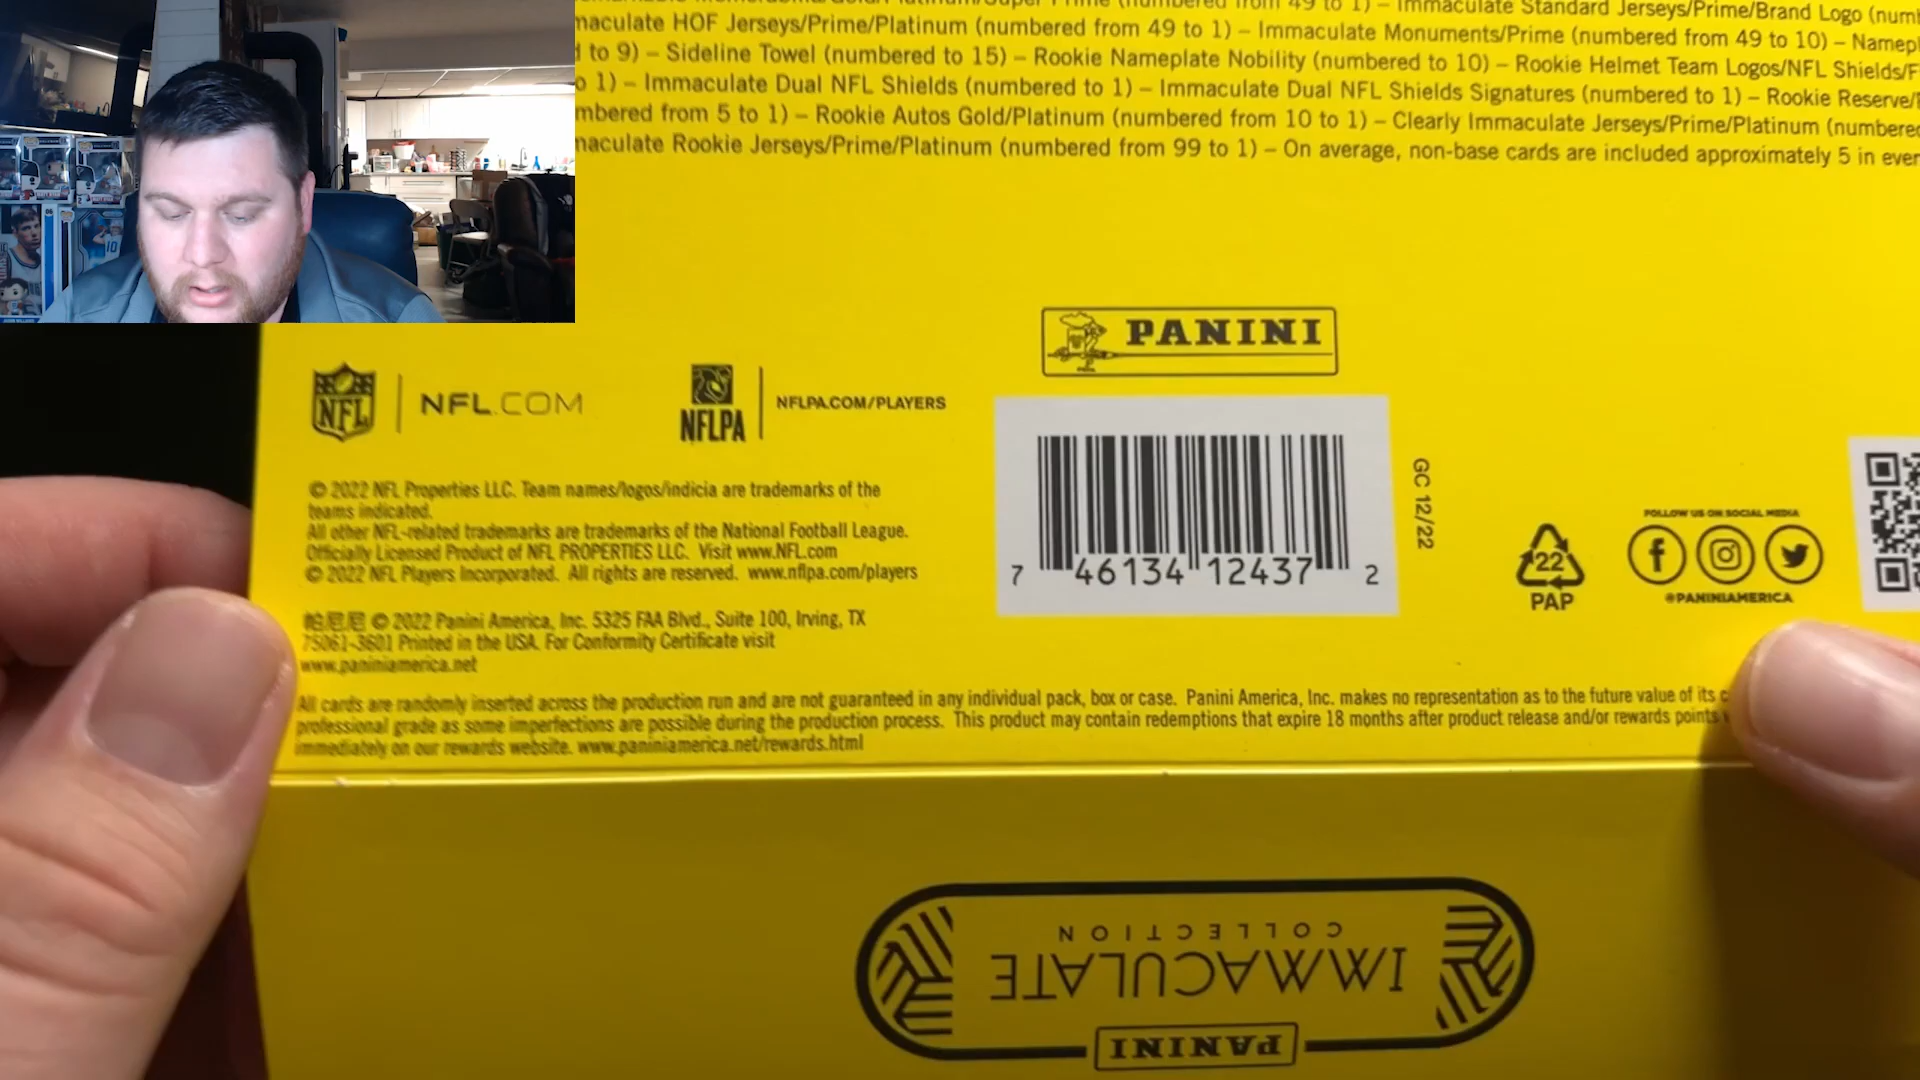 (numbered from 49 to 1) – Immaculate Standard Jerseys/Prime/Brand Logo
HOF Jerseys/Prime/Platinum (numbered from 49 to 1) – Immaculate Monuments/Prime (numbered from 49 to 10) –
to 9) – Sideline Towel (numbered to 15) – Rookie Nameplate Nobility (numbered to 10) – Rookie Helmet Team Logos/NFL Shields/
1) – Immaculate Dual NFL Shields (numbered to 1) – Immaculate Dual NFL Shields Signatures (numbered to 1) – Rookie Reserve/
from 5 to 1) – Rookie Autos Gold/Platinum (numbered from 10 to 1) – Clearly Immaculate Jerseys/Prime/Platinum
Rookie Jerseys/Prime/Platinum (numbered from 99 to 1) – On average, non-base cards are included approximately 5 in
PANINI
NFL
NFL.COM
NFLPA
NFLPA.COM/PLAYERS
© 2022 NFL Properties LLC. Team names/logos/indicia are trademarks of the
teams indicated.
All other NFL-related trademarks are trademarks of the National Football League.
Officially Licensed Product of NFL PROPERTIES LLC. Visit www.NFL.com
© 2022 NFL Players Incorporated. All rights are reserved. www.nflpa.com/players
帕尼尼 © 2022 Panini America, Inc. 5325 FAA Blvd., Suite 100, Irving, TX
75061-3601 Printed in the USA. For Conformity Certificate visit
www.paniniamerica.net
7 46134 12437 2
GC 12/22
22
PAP
FOLLOW US ON SOCIAL MEDIA
@PANINIAMERICA
All cards are randomly inserted across the production run and are not guaranteed in any individual pack, box or case. Panini America, Inc. makes no representation as to the future value of its
professional grade as some imperfections are possible during the production process. This product may contain redemptions that expire 18 months after product release and/or rewards points
immediately on our rewards website. www.paniniamerica.net/rewards.html
PANINI
IMMACULATE
COLLECTION